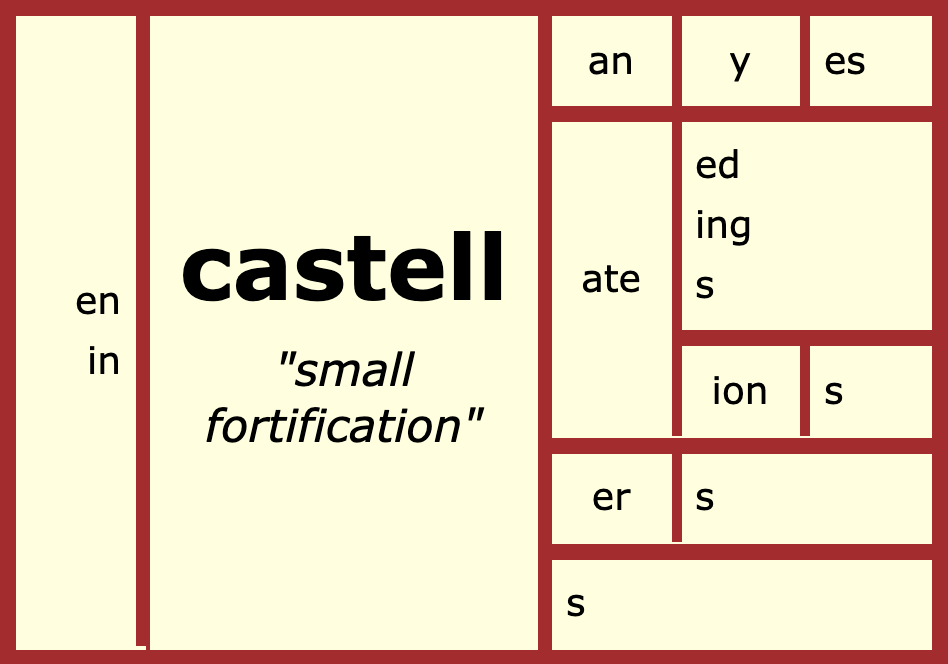 en
in
castell
"small
fortification"
an
y
es
ate
ed
ing
s
ion
s
er
s
s